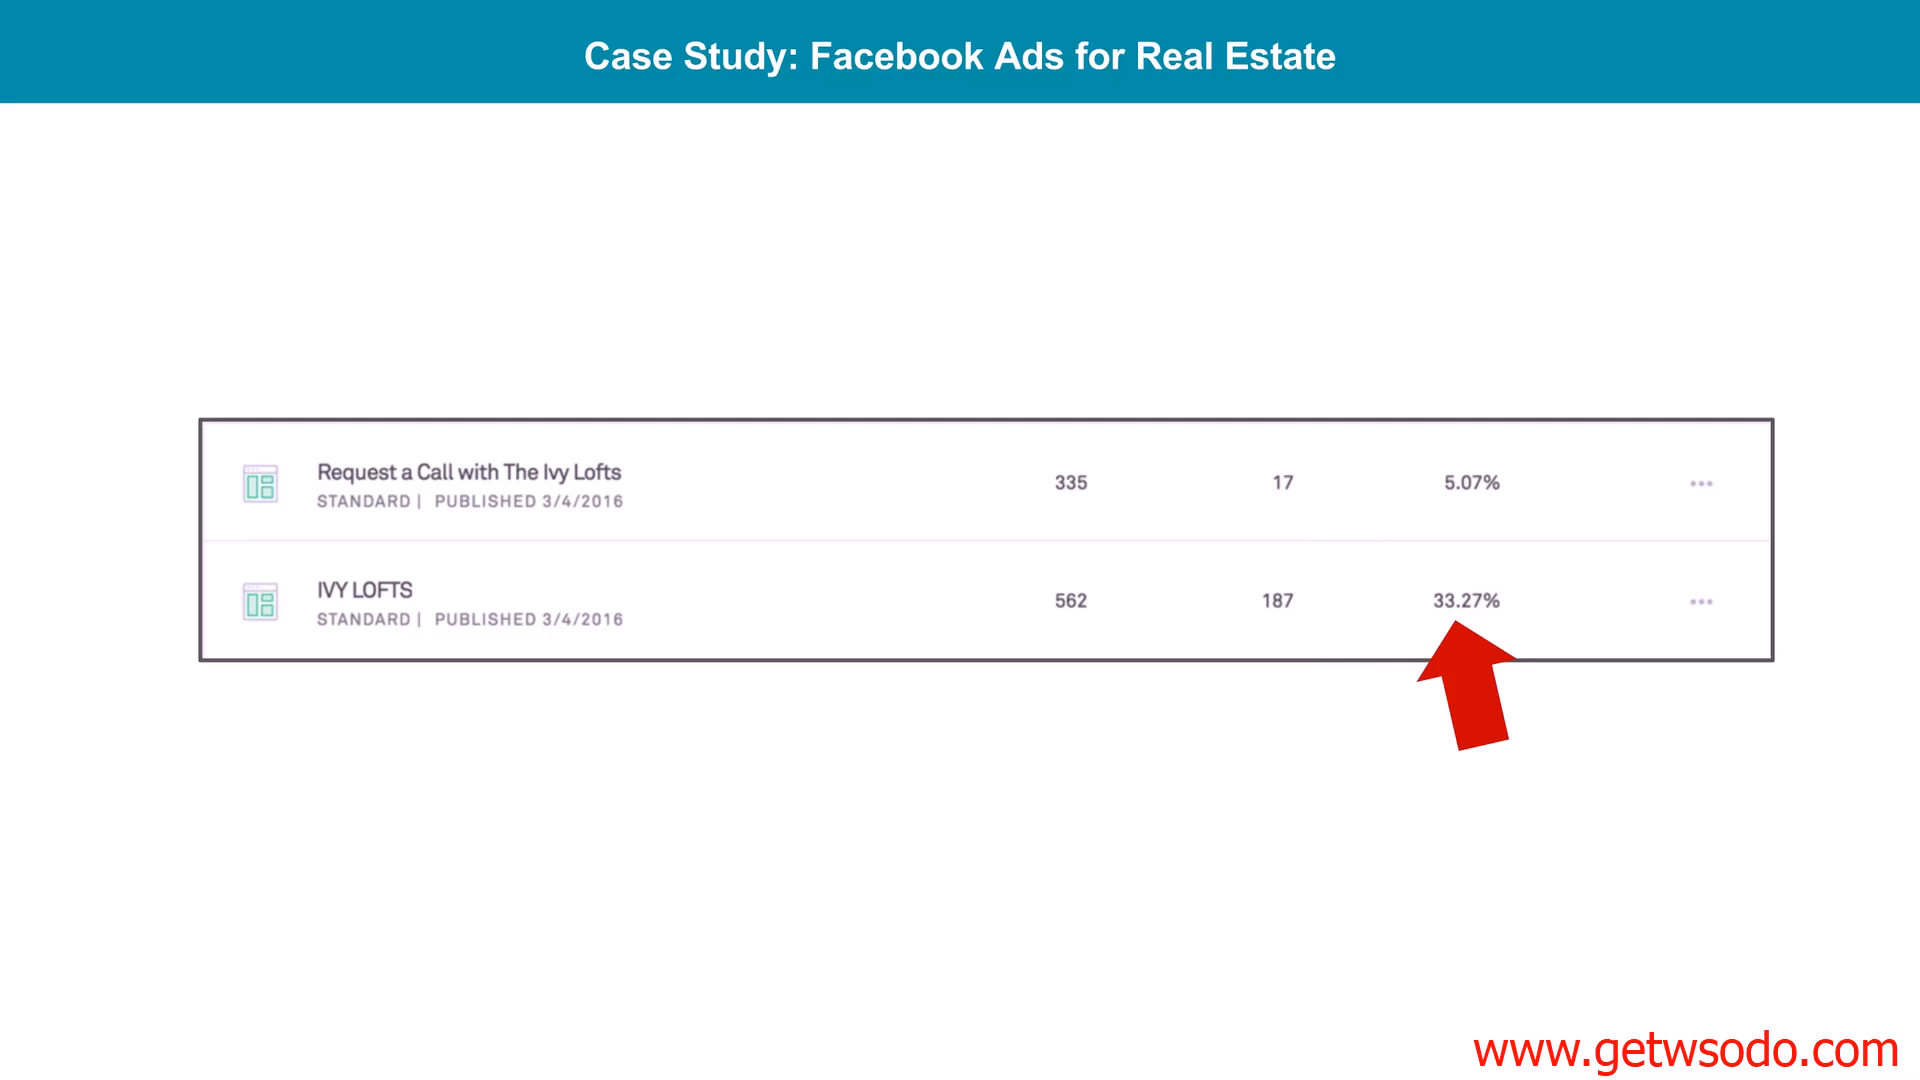 Case Study: Facebook Ads for Real Estate
Request a Call with The Ivy Lofts
335 17 5.07%
STANDARD | PUBLISHED 3/4/2016
IVY LOFTS
562 187 33.27%
STANDARD | PUBLISHED 3/4/2016
www.getwsodo.com